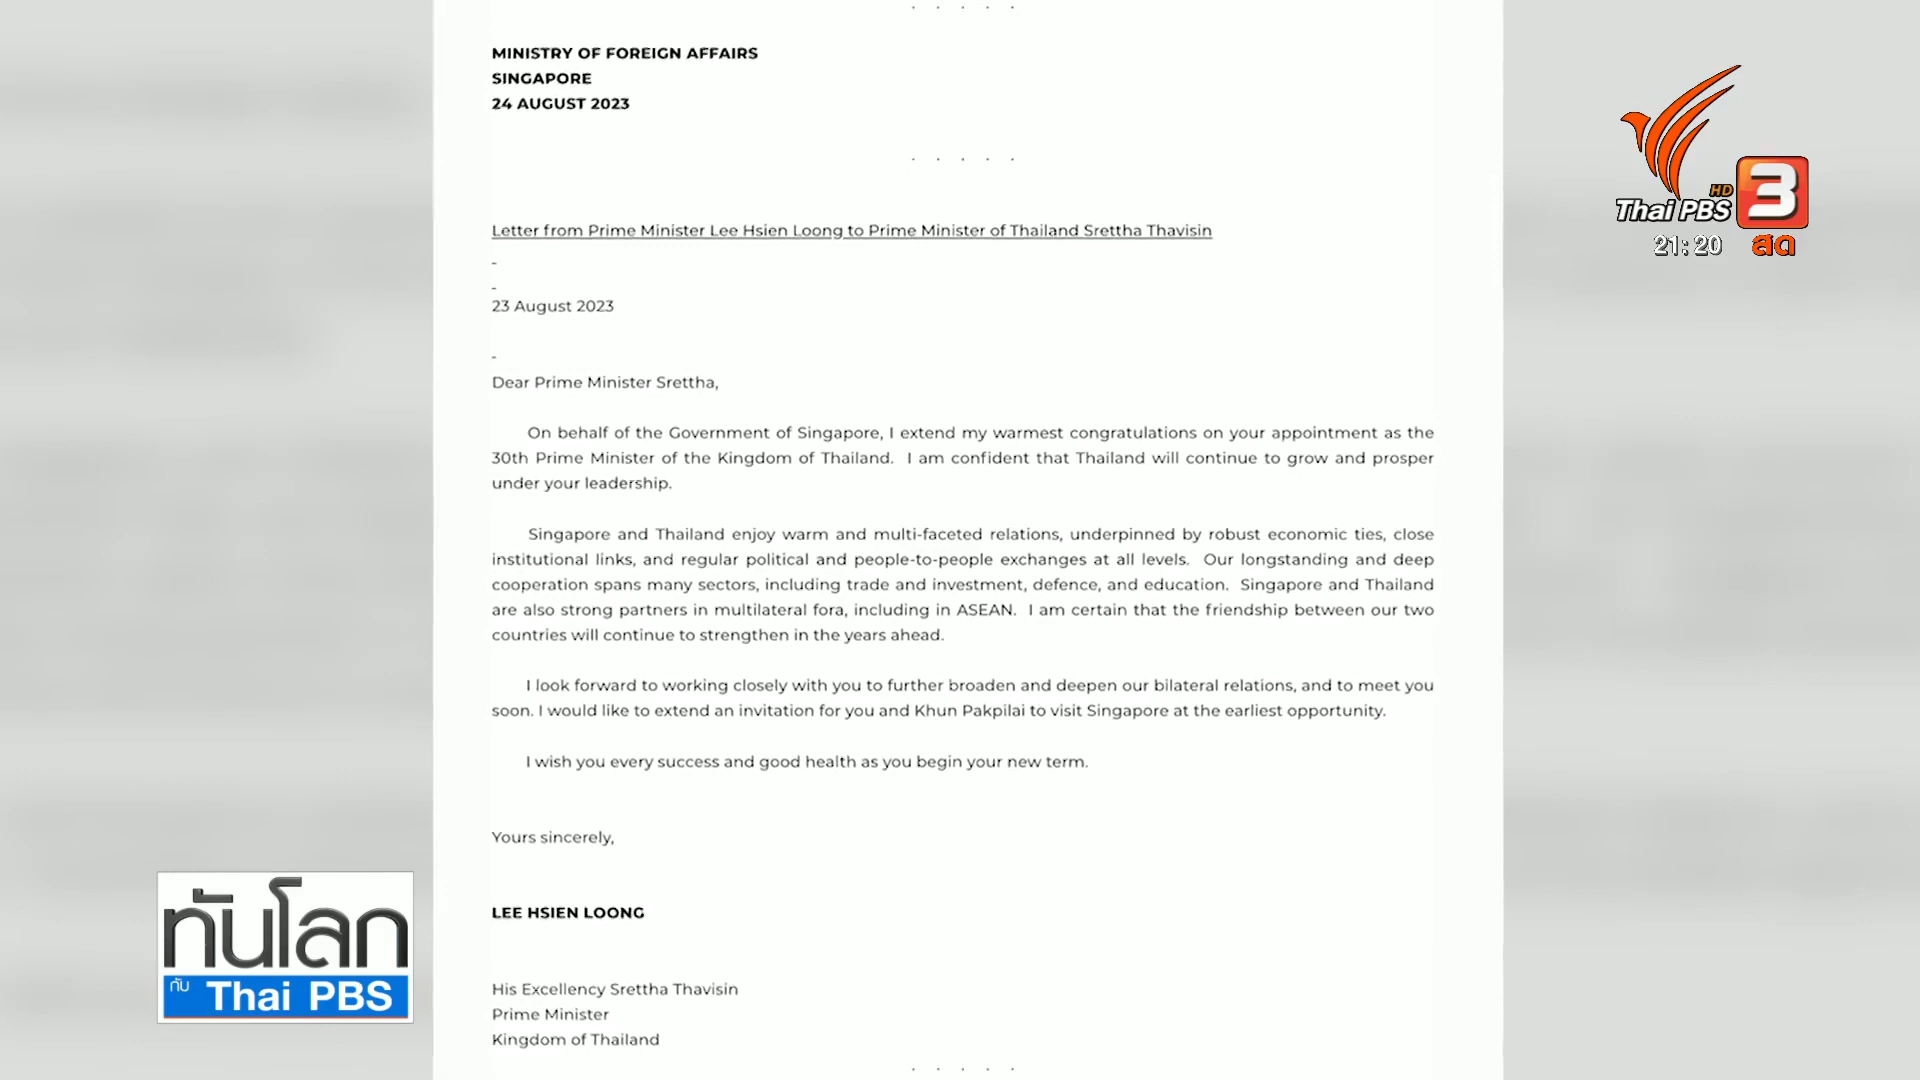 . . . . .
MINISTRY OF FOREIGN AFFAIRS
SINGAPORE
24 AUGUST 2023
. . . . .
Letter from Prime Minister Lee Hsien Loong to Prime Minister of Thailand Srettha Thavisin
-
-
23 August 2023
-
Dear Prime Minister Srettha,
On behalf of the Government of Singapore, I extend my warmest congratulations on your appointment as the
30th Prime Minister of the Kingdom of Thailand. I am confident that Thailand will continue to grow and prosper
under your leadership.
Singapore and Thailand enjoy warm and multi-faceted relations, underpinned by robust economic ties, close
institutional links, and regular political and people-to-people exchanges at all levels. Our longstanding and deep
cooperation spans many sectors, including trade and investment, defence, and education. Singapore and Thailand
are also strong partners in multilateral fora, including in ASEAN. I am certain that the friendship between our two
countries will continue to strengthen in the years ahead.
I look forward to working closely with you to further broaden and deepen our bilateral relations, and to meet you
soon. I would like to extend an invitation for you and Khun Pakpilai to visit Singapore at the earliest opportunity.
I wish you every success and good health as you begin your new term.
Yours sincerely,
LEE HSIEN LOONG
His Excellency Srettha Thavisin
Prime Minister
Kingdom of Thailand
. . . . .
HD
Thai PBS 3
21:20 สด
ทันโลก
กับ Thai PBS